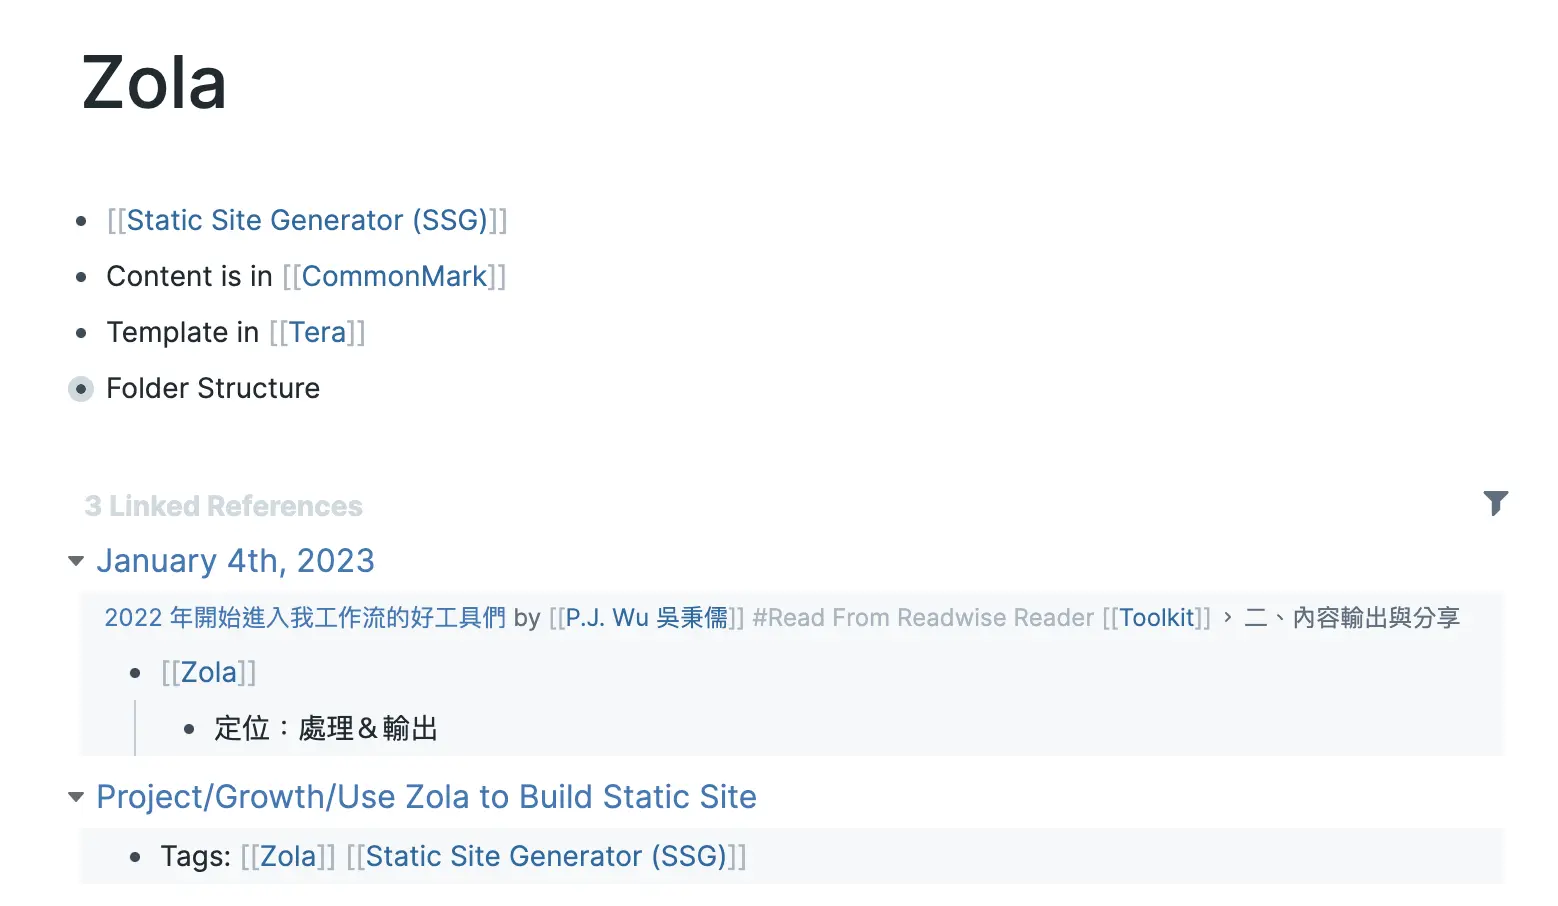 Zola
[[Static Site Generator (SSG)]]
Content is in [[CommonMark]]
Template in [[Tera]]
Folder Structure
3 Linked References
January 4th, 2023
2022 年開始進入我工作流的好工具們 by [[P.J. Wu 吳秉儒]] #Read From Readwise Reader [[Toolkit]] › 二、內容輸出與分享
[[Zola]]
定位：處理＆輸出
Project/Growth/Use Zola to Build Static Site
Tags: [[Zola]] [[Static Site Generator (SSG)]]